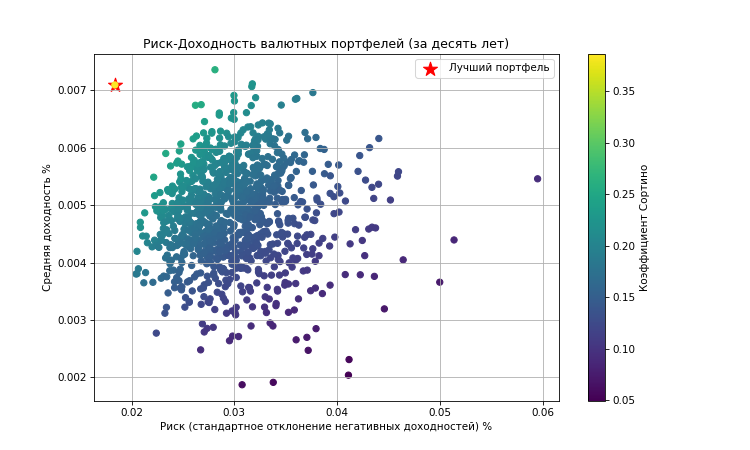 Риск-Доходность валютных портфелей (за десять лет)
Лучший портфель
0.007
0.006
0.005
0.004
0.003
0.002
Средняя доходность %
0.02 0.03 0.04 0.05 0.06
Риск (стандартное отклонение негативных доходностей) %
0.35
0.30
0.25
0.20
0.15
0.10
0.05
Коэффициент Сортино